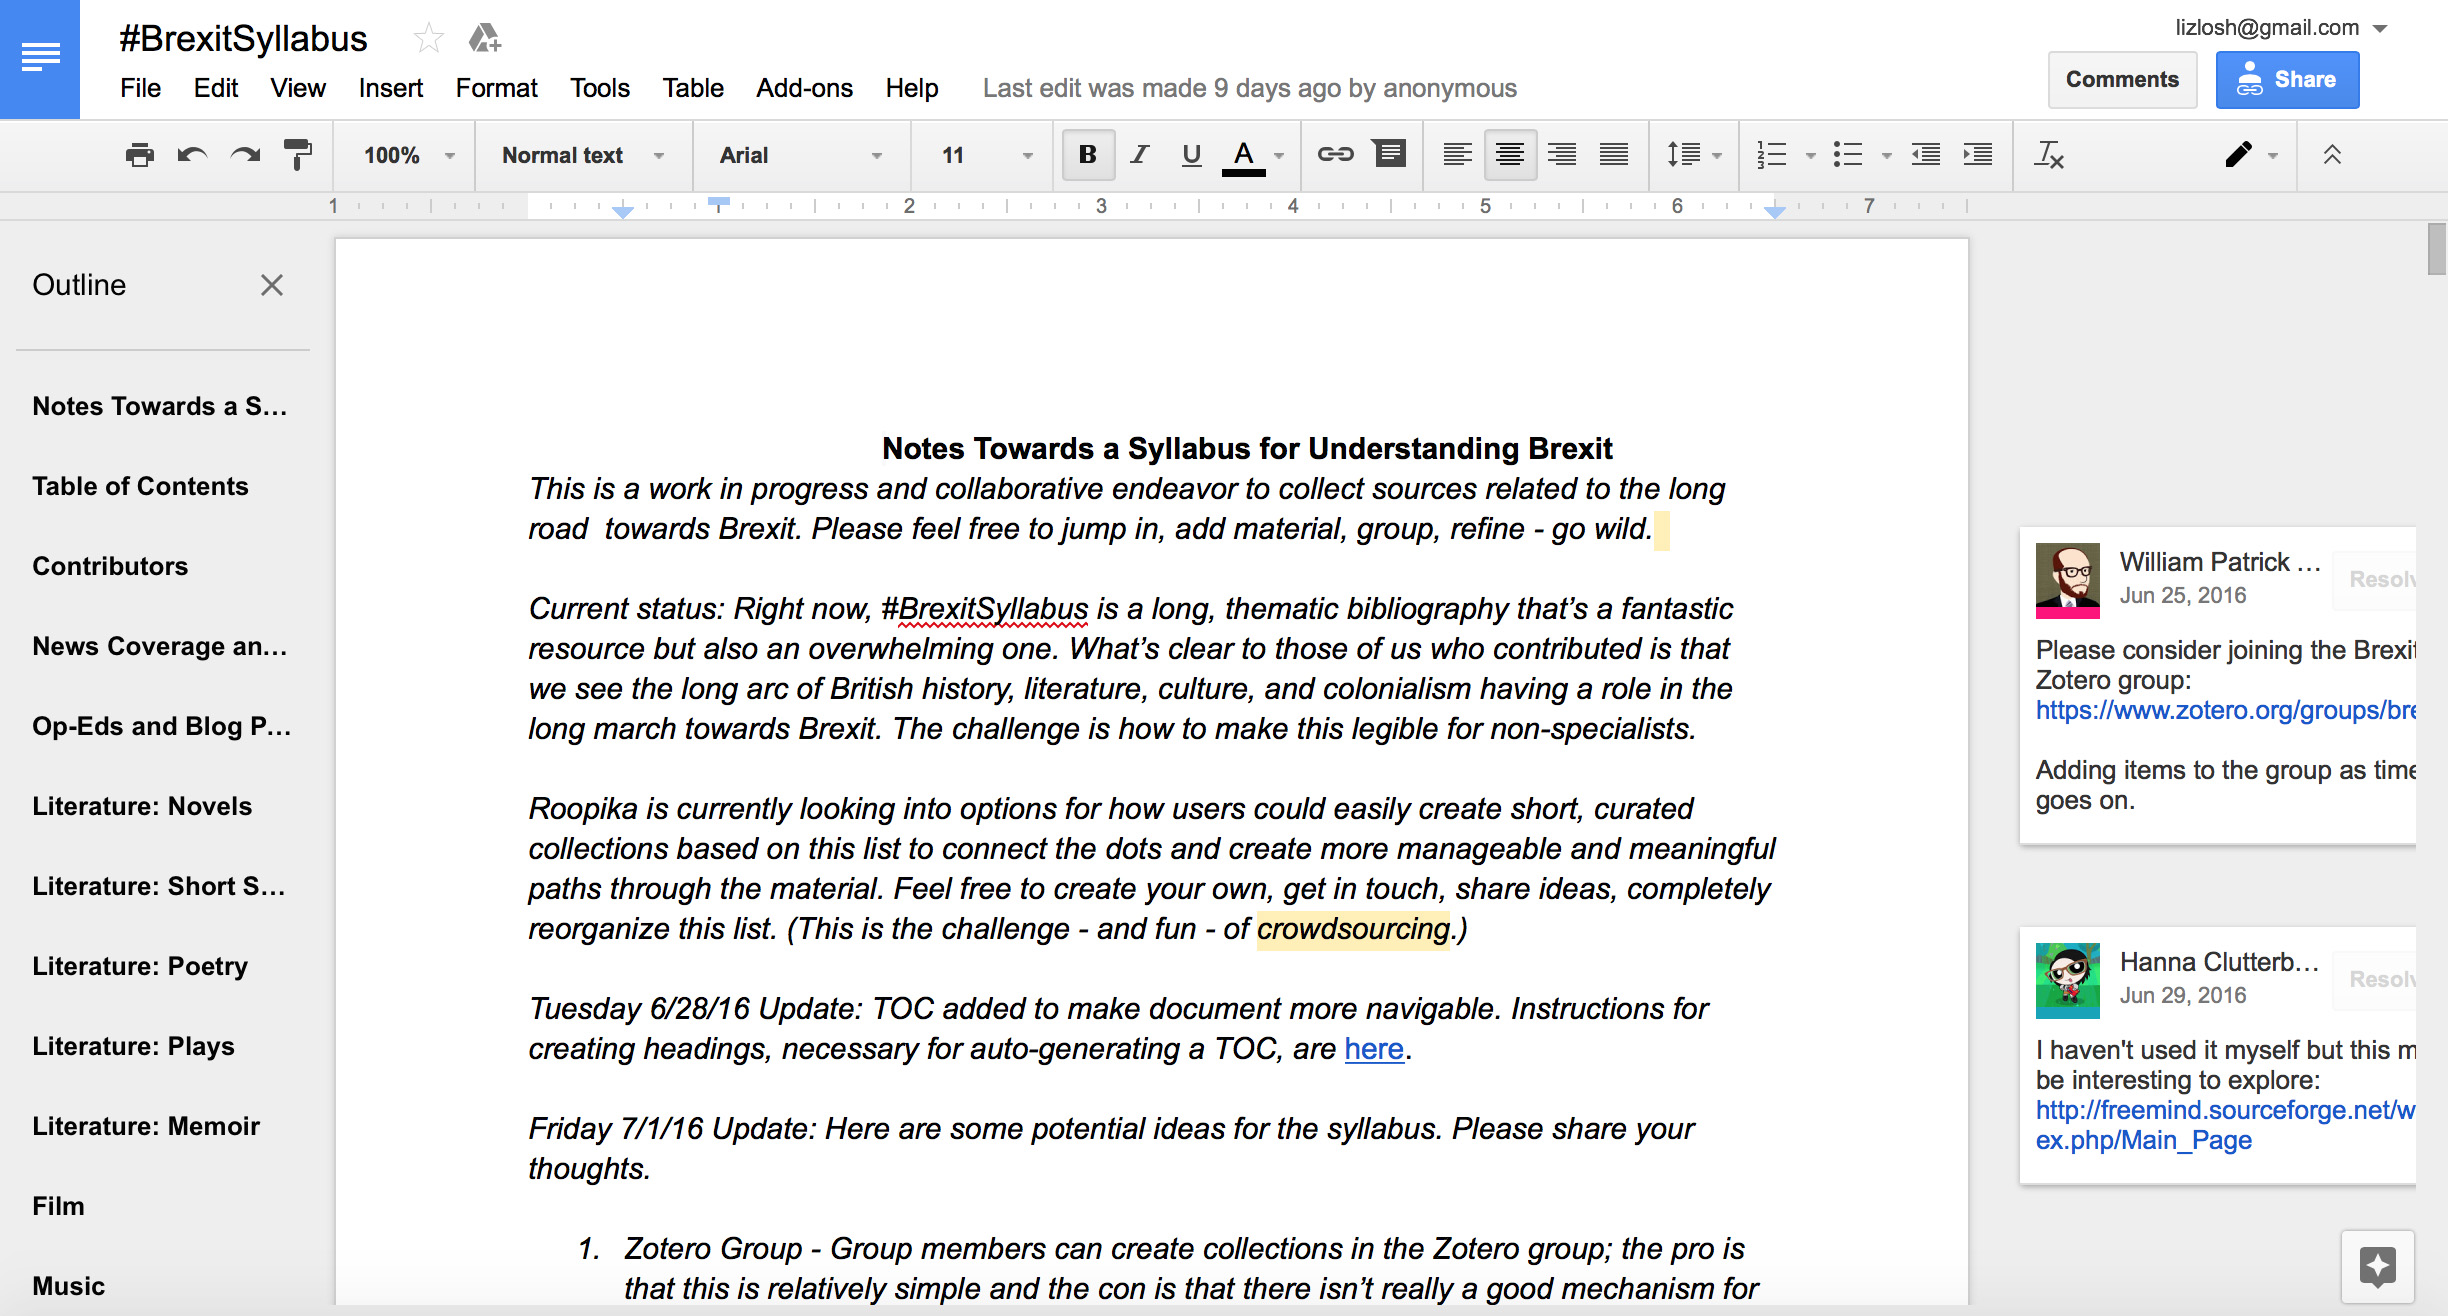 #BrexitSyllabus
lizlosh@gmail.com
File Edit View Insert Format Tools Table Add-ons Help Last edit was made 9 days ago by anonymous
Comments Share
100% Normal text Arial 11 B I U A
1 2 3 4 5 6 7
Outline
Notes Towards a S...
Table of Contents
Contributors
News Coverage an...
Op-Eds and Blog P...
Literature: Novels
Literature: Short S...
Literature: Poetry
Literature: Plays
Literature: Memoir
Film
Music
Notes Towards a Syllabus for Understanding Brexit
This is a work in progress and collaborative endeavor to collect sources related to the long
road  towards Brexit. Please feel free to jump in, add material, group, refine - go wild.
Current status: Right now, #BrexitSyllabus is a long, thematic bibliography that’s a fantastic
resource but also an overwhelming one. What’s clear to those of us who contributed is that
we see the long arc of British history, literature, culture, and colonialism having a role in the
long march towards Brexit. The challenge is how to make this legible for non-specialists.
Roopika is currently looking into options for how users could easily create short, curated
collections based on this list to connect the dots and create more manageable and meaningful
paths through the material. Feel free to create your own, get in touch, share ideas, completely
reorganize this list. (This is the challenge - and fun - of crowdsourcing.)
Tuesday 6/28/16 Update: TOC added to make document more navigable. Instructions for
creating headings, necessary for auto-generating a TOC, are here.
Friday 7/1/16 Update: Here are some potential ideas for the syllabus. Please share your
thoughts.
1. Zotero Group - Group members can create collections in the Zotero group; the pro is
that this is relatively simple and the con is that there isn’t really a good mechanism for
William Patrick ...
Resolv
Jun 25, 2016
Please consider joining the Brexit
Zotero group:
https://www.zotero.org/groups/bre
Adding items to the group as time
goes on.
Hanna Clutterb...
Resolv
Jun 29, 2016
I haven't used it myself but this m
be interesting to explore:
http://freemind.sourceforge.net/w
ex.php/Main_Page